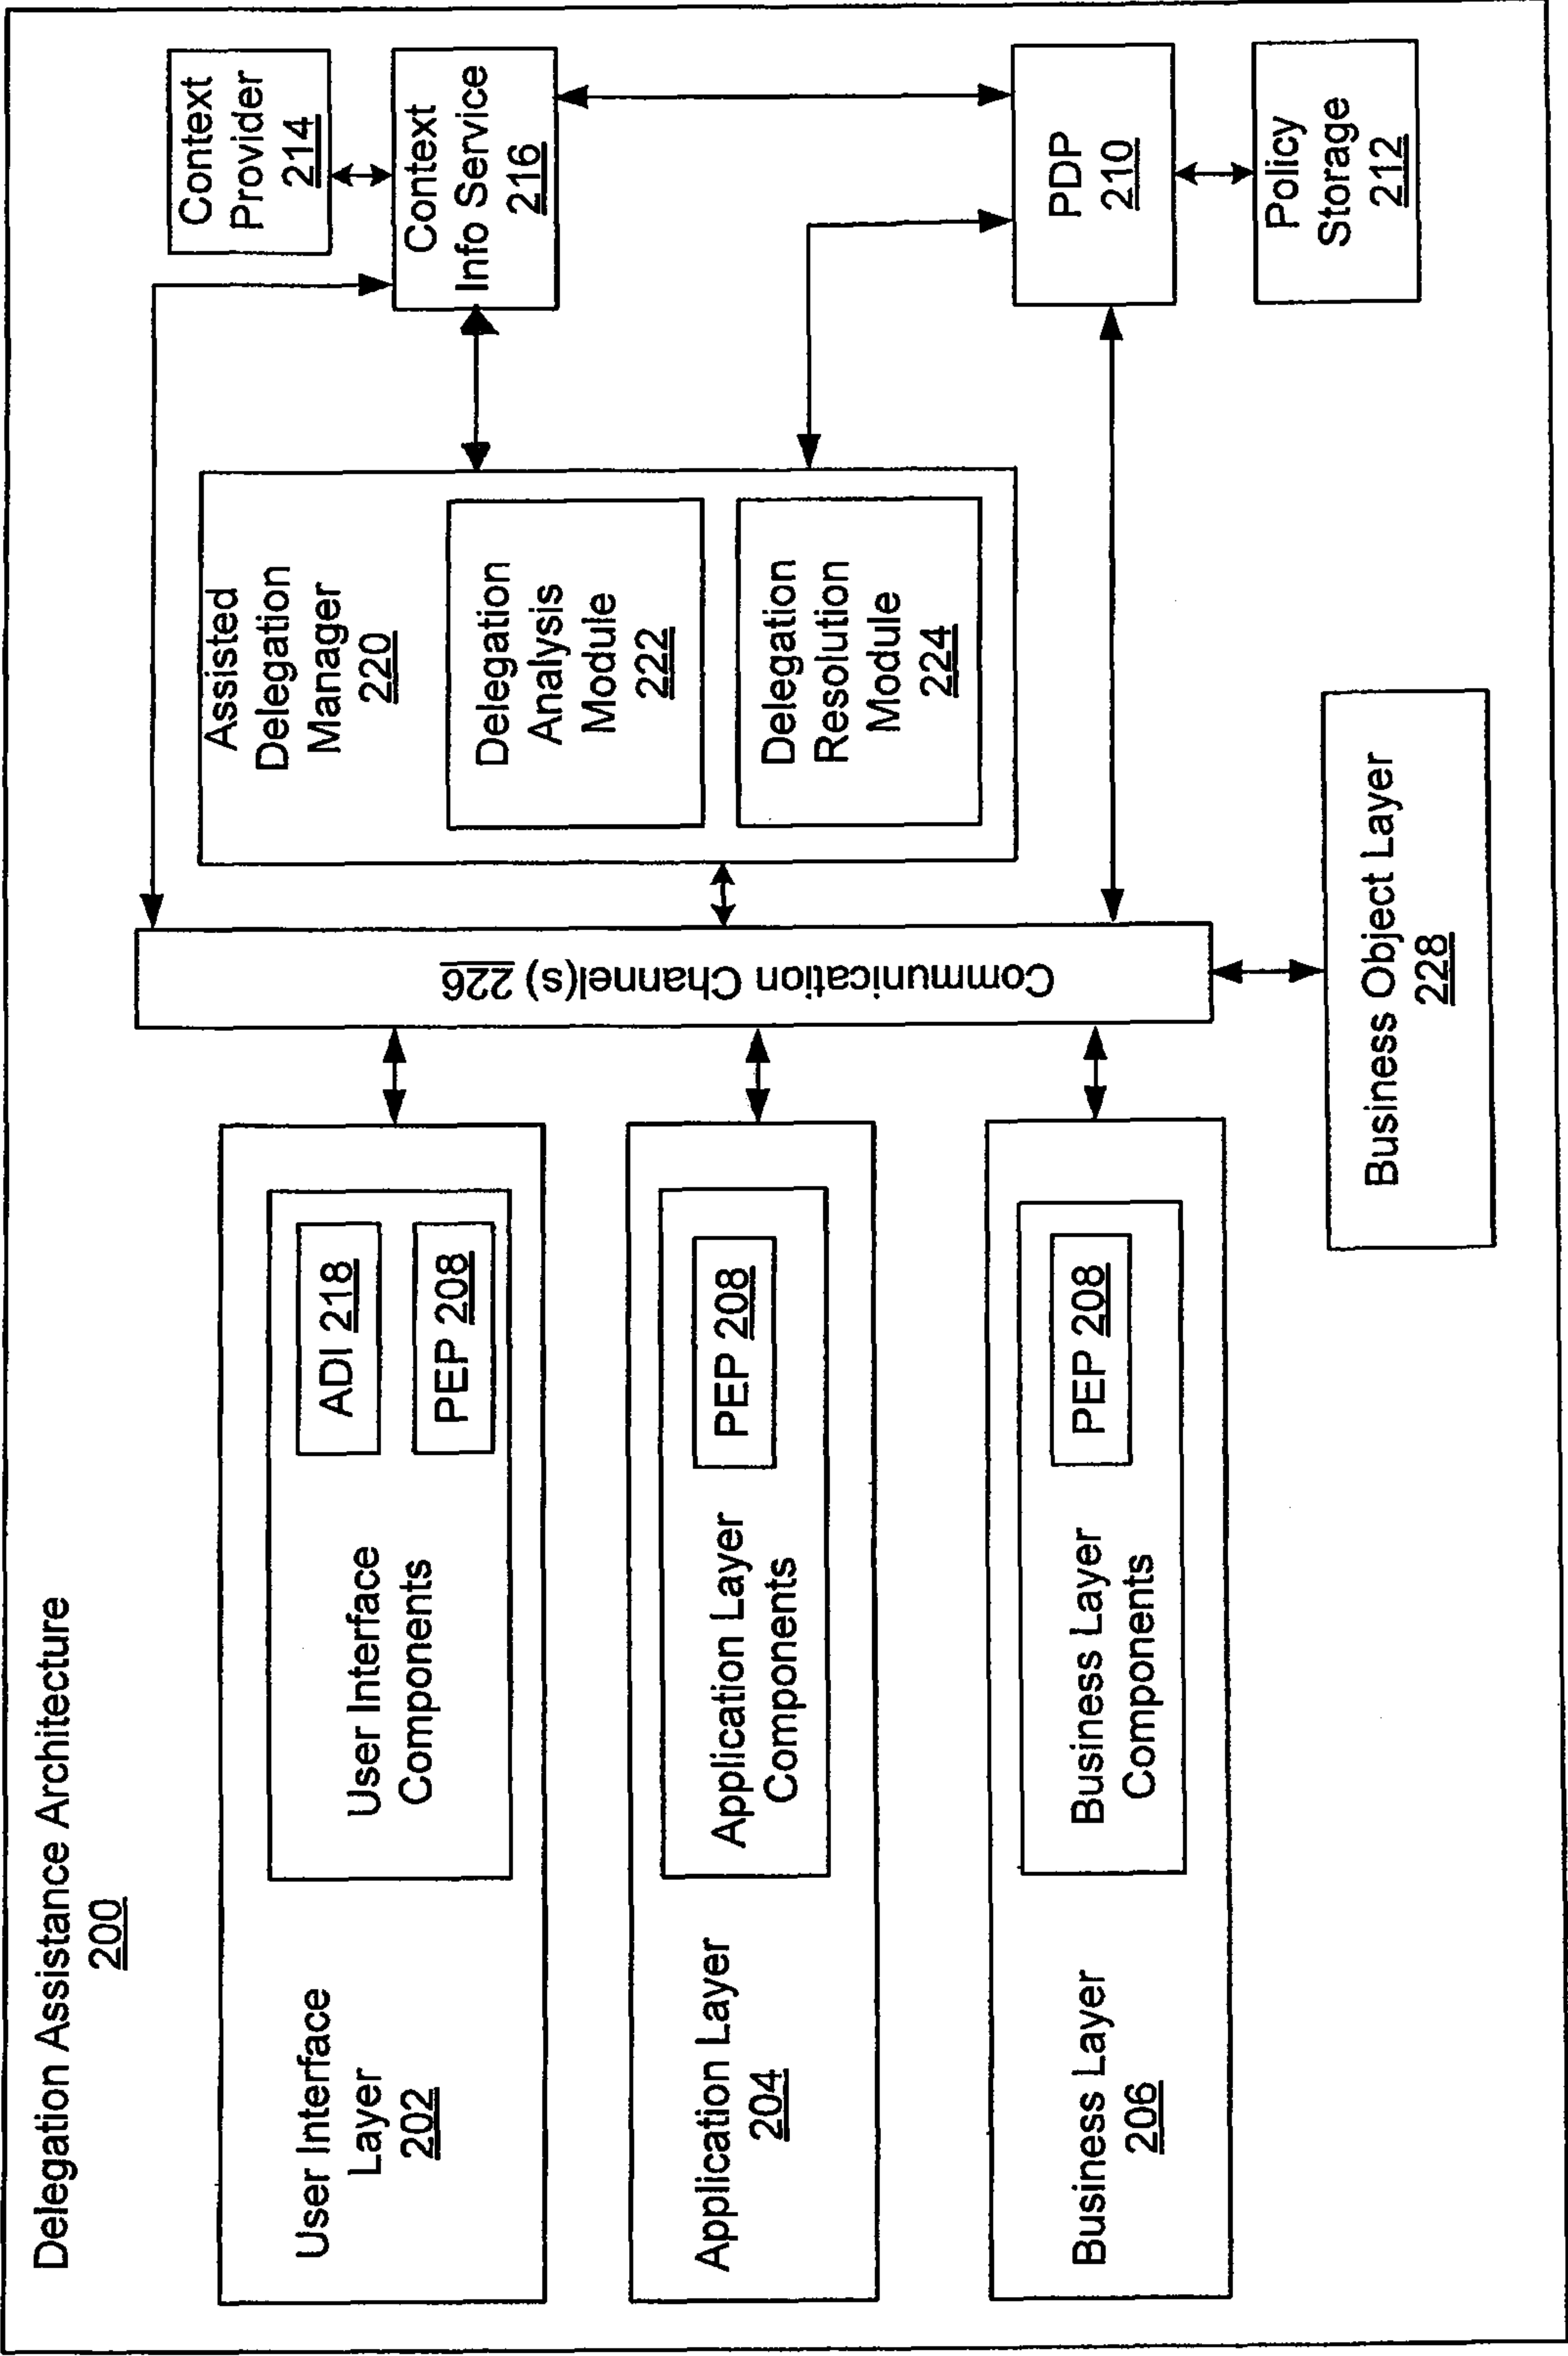 Delegation Assistance Architecture
200
User Interface
Layer
202
User Interface
Components
ADI 218
PEP 208
Application Layer
204
Application Layer
Components
PEP 208
Business Layer
206
Business Layer
Components
PEP 208
Communication Channel(s) 226
Business Object Layer
228
Assisted
Delegation
Manager
220
Delegation
Analysis
Module
222
Delegation
Resolution
Module
224
Context
Provider
214
Context
Info Service
216
PDP
210
Policy
Storage
212